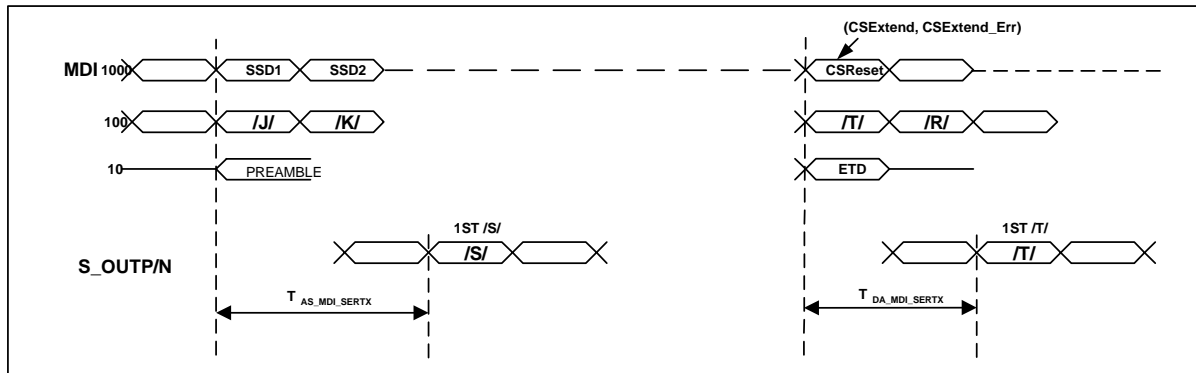 (CSExtend, CSExtend_Err)
MDI 1000 SSD1 SSD2 CSReset
100 /J/ /K/ /T/ /R/
10 PREAMBLE ETD
1ST /S/ 1ST /T/
/S/ /T/
S_OUTP/N
T AS_MDI_SERTX T DA_MDI_SERTX